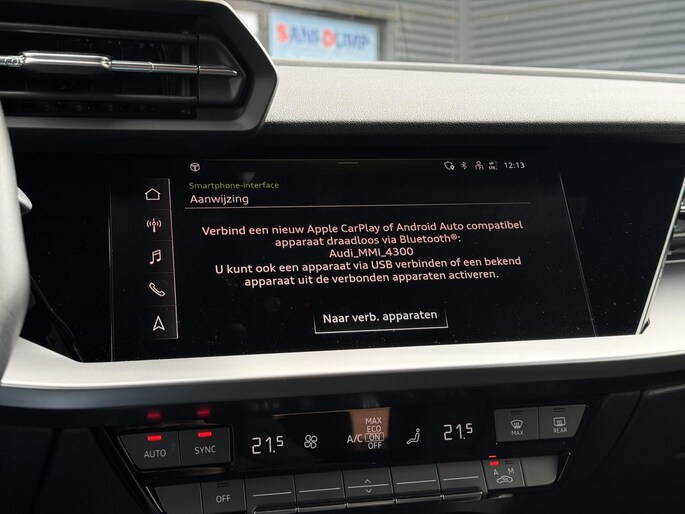 SANI-DUMP
12:13
Smartphone-interface
Aanwijzing
Verbind een nieuw Apple CarPlay of Android Auto compatibel
apparaat draadloos via Bluetooth®:
Audi_MMI_4300
U kunt ook een apparaat via USB verbinden of een bekend
apparaat uit de verbonden apparaten activeren.
Naar verb. apparaten
AUTO
SYNC
21.5
A/C
MAX
ECO
ON
OFF
21.5
MAX
REAR
OFF
A
M